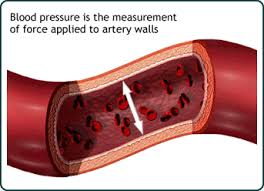 Blood pressure is the measurement
of force applied to artery walls